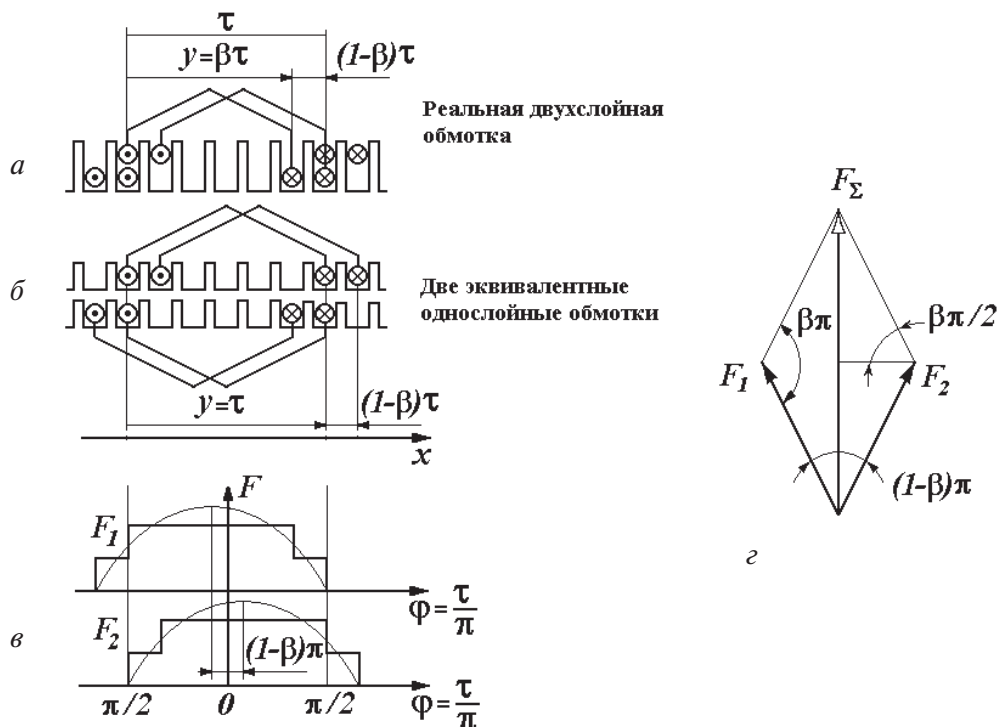 τ
y=βτ
(1-β)τ
Реальная двухслойная
обмотка
а
б
Две эквивалентные
однослойные обмотки
y=τ
(1-β)τ
x
F
F1
φ=τ/π
F2
(1-β)π
в
π/2
0
π/2
φ=τ/π
FΣ
βπ
βπ/2
F1
F2
(1-β)π
г